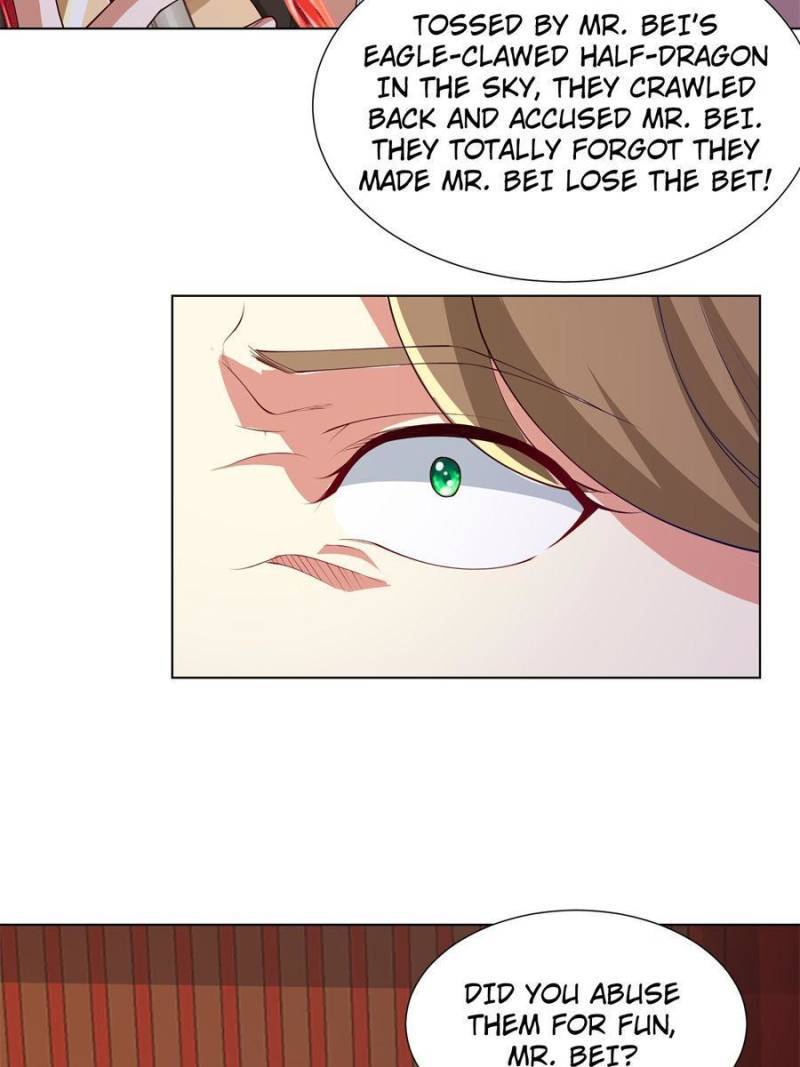 TOSSED BY MR. BEI'S
EAGLE-CLAWED HALF-DRAGON
IN THE SKY, THEY CRAWLED
BACK AND ACCUSED MR. BEI.
THEY TOTALLY FORGOT THEY
MADE MR. BEI LOSE THE BET!
DID YOU ABUSE
THEM FOR FUN,
MR. BEI?